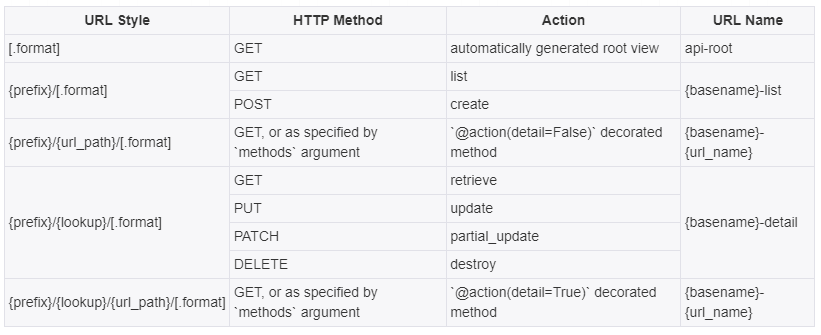 URL Style HTTP Method Action URL Name
[.format] GET automatically generated root view api-root
{prefix}/[.format] GET list {basename}-list
POST create
{prefix}/{url_path}/[.format] GET, or as specified by `methods` argument `@action(detail=False)` decorated method {basename}-{url_name}
{prefix}/{lookup}/[.format] GET retrieve {basename}-detail
PUT update
PATCH partial_update
DELETE destroy
{prefix}/{lookup}/{url_path}/[.format] GET, or as specified by `methods` argument `@action(detail=True)` decorated method {basename}-{url_name}